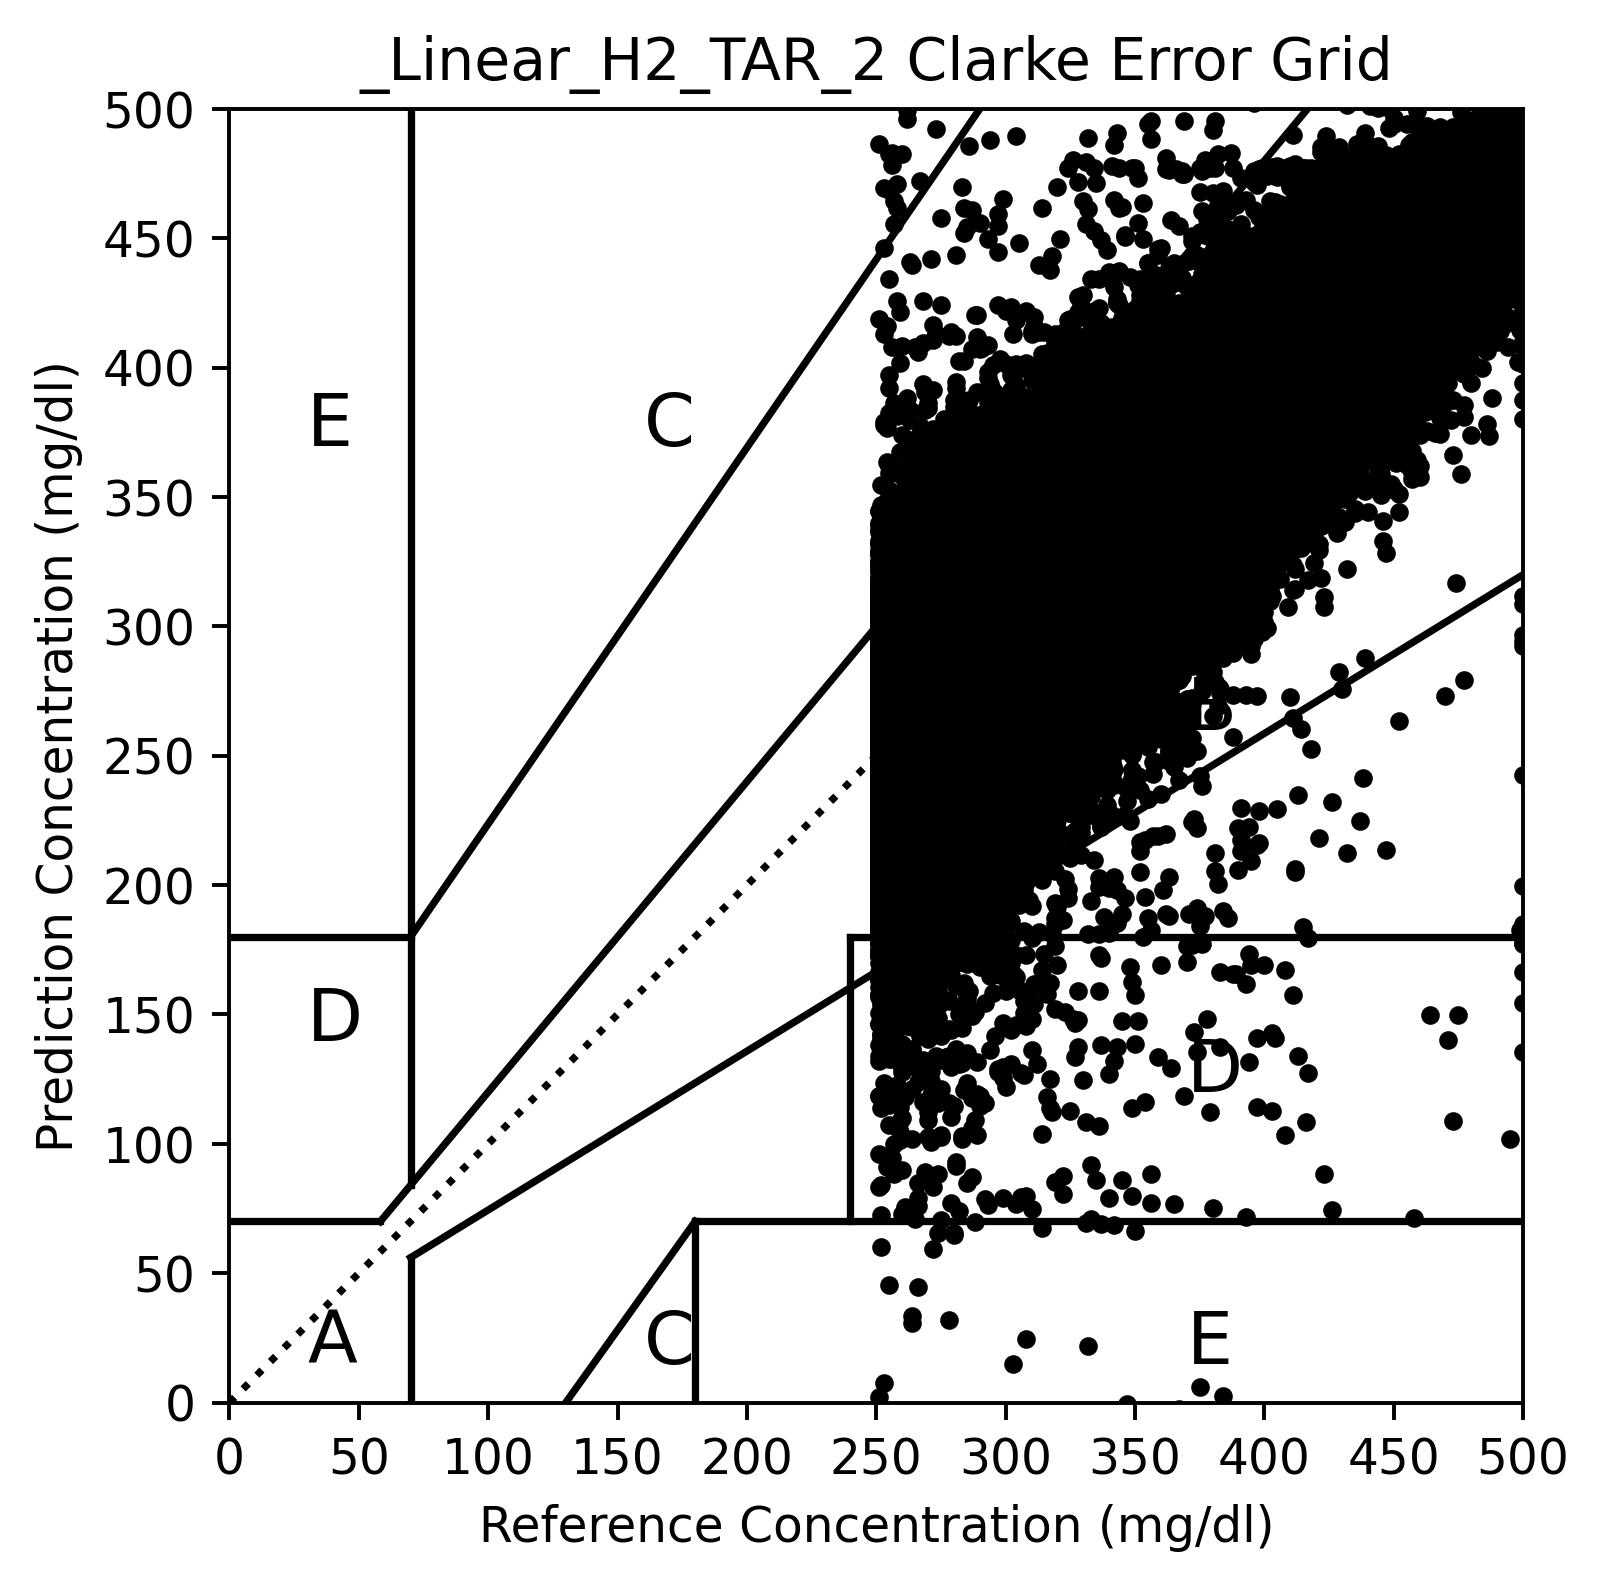 _Linear_H2_TAR_2 Clarke Error Grid
Prediction Concentration (mg/dl)
500
450
400
350
300
250
200
150
100
50
0
E
C
B
D
D
A
C
E
0 50 100 150 200 250 300 350 400 450 500
Reference Concentration (mg/dl)